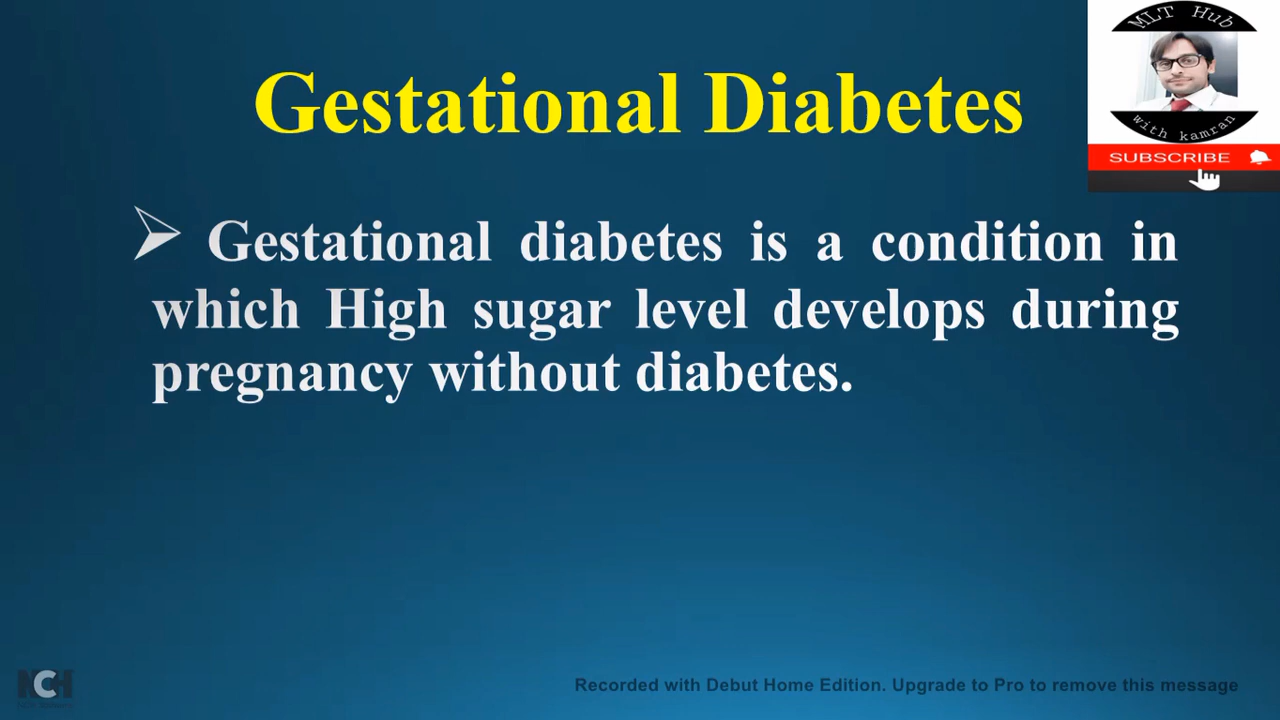 MLT Hub
with kamran
SUBSCRIBE
Gestational Diabetes
Gestational diabetes is a condition in
which High sugar level develops during
pregnancy without diabetes.
NCH
Recorded with Debut Home Edition. Upgrade to Pro to remove this message